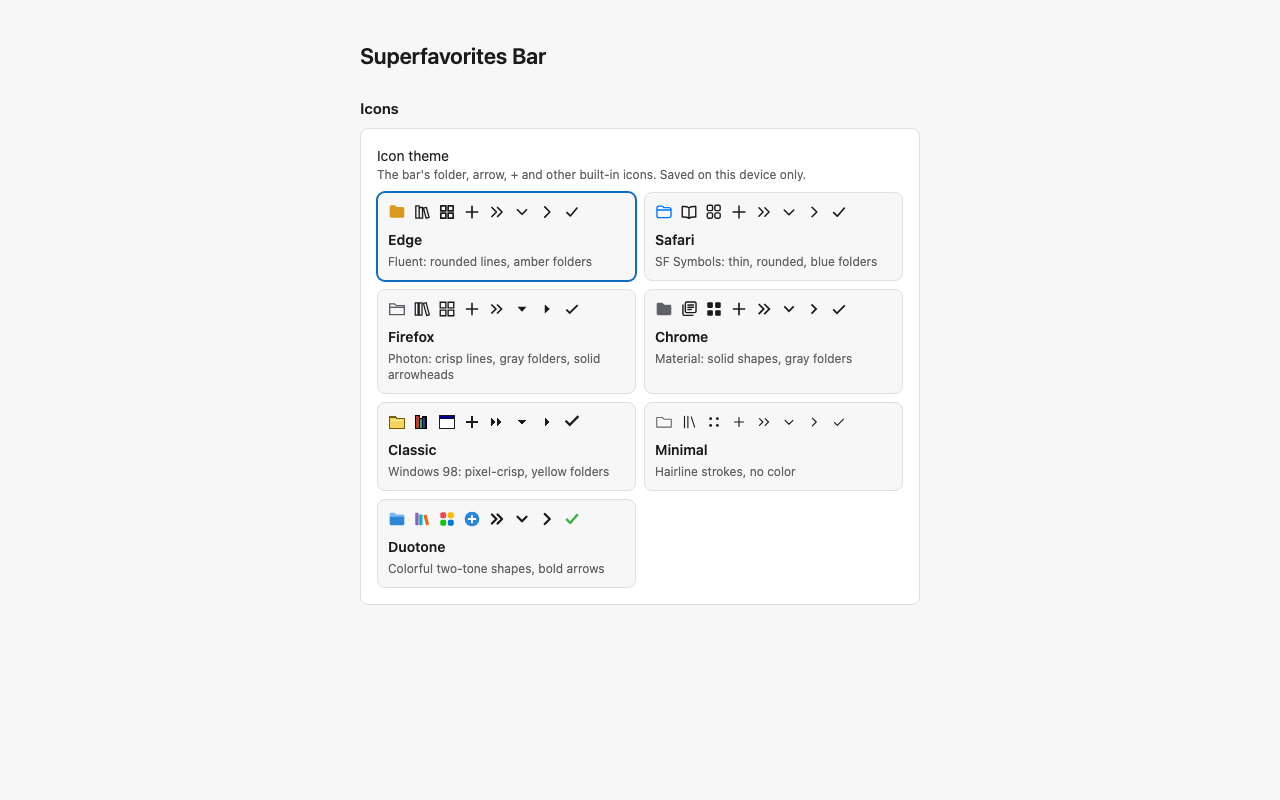 Superfavorites Bar
Icons
Icon theme
The bar's folder, arrow, + and other built-in icons. Saved on this device only.
Edge
Fluent: rounded lines, amber folders
Safari
SF Symbols: thin, rounded, blue folders
Firefox
Photon: crisp lines, gray folders, solid
arrowheads
Chrome
Material: solid shapes, gray folders
Classic
Windows 98: pixel-crisp, yellow folders
Minimal
Hairline strokes, no color
Duotone
Colorful two-tone shapes, bold arrows